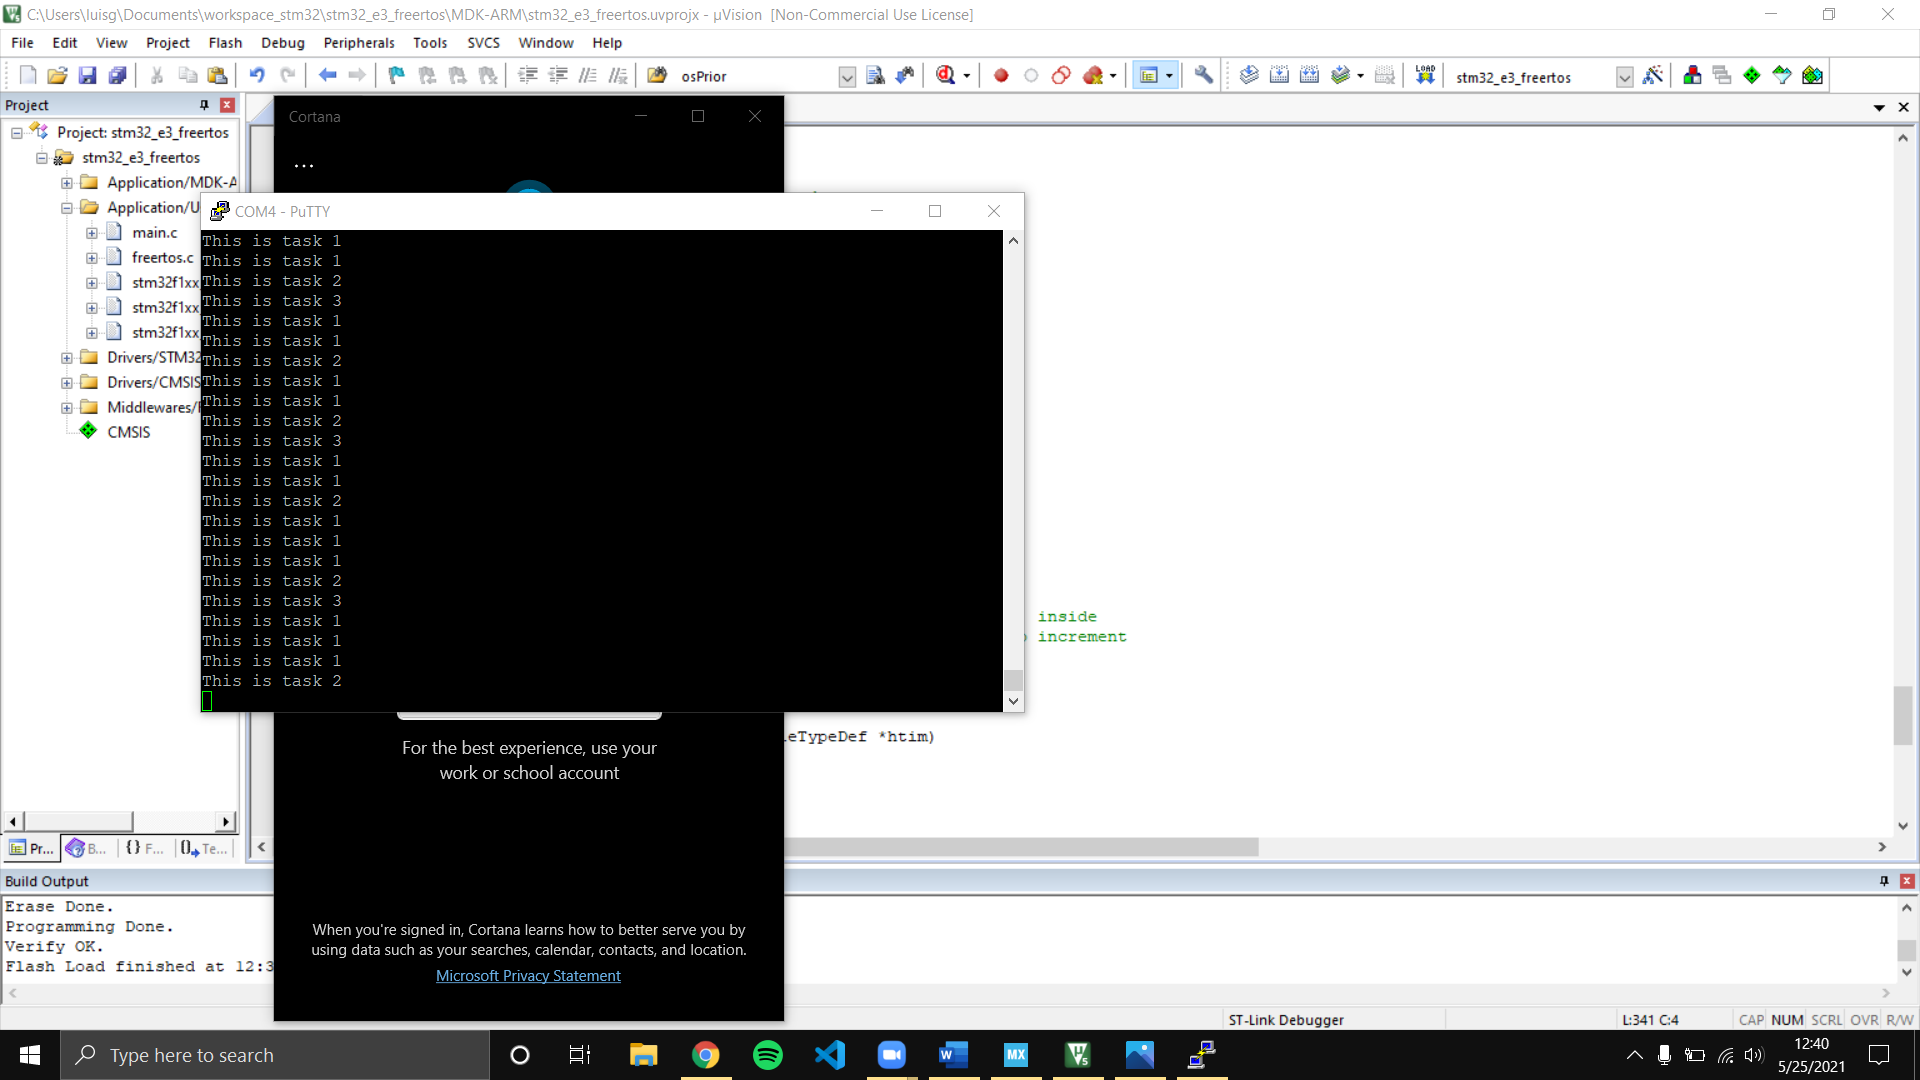 C:\Users\luisg\Documents\workspace_stm32\stm32_e3_freertos\MDK-ARM\stm32_e3_freertos.uvprojx - µVision [Non-Commercial Use License]
File Edit View Project Flash Debug Peripherals Tools SVCS Window Help
osPrior
LOAD
stm32_e3_freertos
Project
Project: stm32_e3_freertos
stm32_e3_freertos
Application/MDK-A
Application/U
main.c
freertos.c
stm32f1xx
stm32f1xx
stm32f1xx
Drivers/STM32
Drivers/CMSIS
Middlewares/
CMSIS
Cortana
...
COM4 - PuTTY
This is task 1
This is task 1
This is task 2
This is task 3
This is task 1
This is task 1
This is task 2
This is task 1
This is task 1
This is task 2
This is task 3
This is task 1
This is task 1
This is task 2
This is task 1
This is task 1
This is task 1
This is task 2
This is task 3
This is task 1
This is task 1
This is task 1
This is task 2
inside
increment
leTypeDef *htim)
For the best experience, use your
work or school account
When you're signed in, Cortana learns how to better serve you by
using data such as your searches, calendar, contacts, and location.
Microsoft Privacy Statement
Pr... B... {} F... Te...
Build Output
Erase Done.
Programming Done.
Verify OK.
Flash Load finished at 12:3
ST-Link Debugger
L:341 C:4
CAP NUM SCRL OVR R/W
Type here to search
MX
12:40
5/25/2021